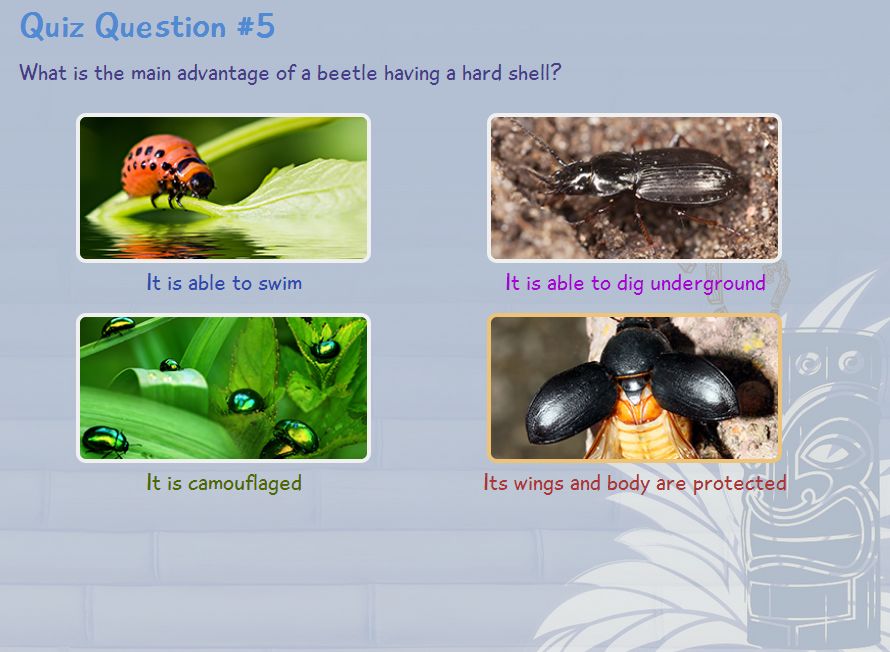 Quiz Question #5
What is the main advantage of a beetle having a hard shell?
It is able to swim
It is able to dig underground
It is camouflaged
Its wings and body are protected